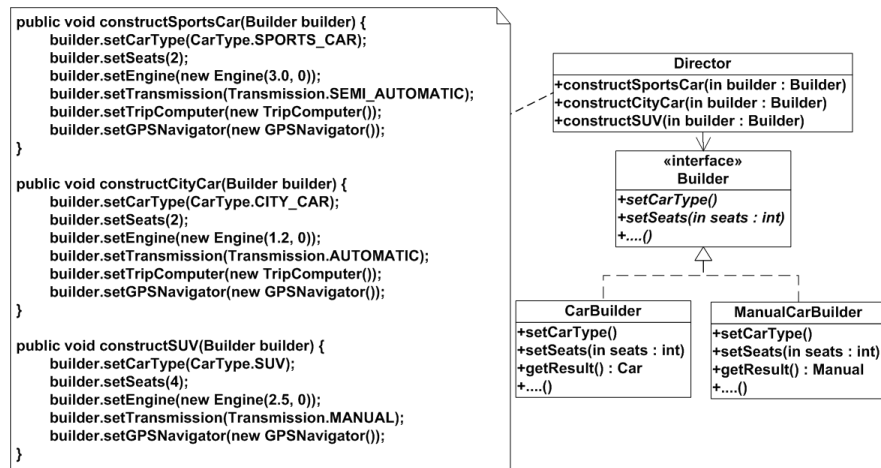 public void constructSportsCar(Builder builder) {
builder.setCarType(CarType.SPORTS_CAR);
builder.setSeats(2);
builder.setEngine(new Engine(3.0, 0));
builder.setTransmission(Transmission.SEMI_AUTOMATIC);
builder.setTripComputer(new TripComputer());
builder.setGPSNavigator(new GPSNavigator());
}
public void constructCityCar(Builder builder) {
builder.setCarType(CarType.CITY_CAR);
builder.setSeats(2);
builder.setEngine(new Engine(1.2, 0));
builder.setTransmission(Transmission.AUTOMATIC);
builder.setTripComputer(new TripComputer());
builder.setGPSNavigator(new GPSNavigator());
}
public void constructSUV(Builder builder) {
builder.setCarType(CarType.SUV);
builder.setSeats(4);
builder.setEngine(new Engine(2.5, 0));
builder.setTransmission(Transmission.MANUAL);
builder.setGPSNavigator(new GPSNavigator());
}
Director
+constructSportsCar(in builder : Builder)
+constructCityCar(in builder : Builder)
+constructSUV(in builder : Builder)
«interface»
Builder
+setCarType()
+setSeats(in seats : int)
+....()
CarBuilder
+setCarType()
+setSeats(in seats : int)
+getResult() : Car
+....()
ManualCarBuilder
+setCarType()
+setSeats(in seats : int)
+getResult() : Manual
+....()